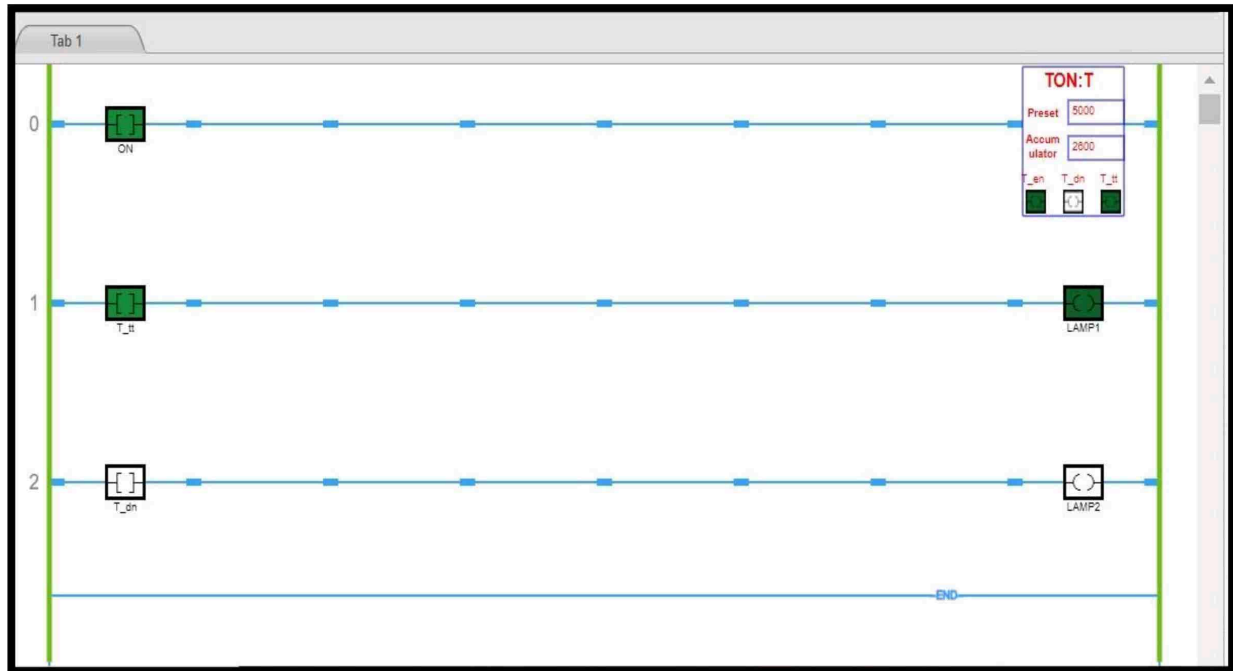 Tab 1
TON:T
Preset 5000
0
ON
Accum
ulator 2600
T_en T_dn T_tt
1
T_tt
LAMP1
2
T_dn
LAMP2
END